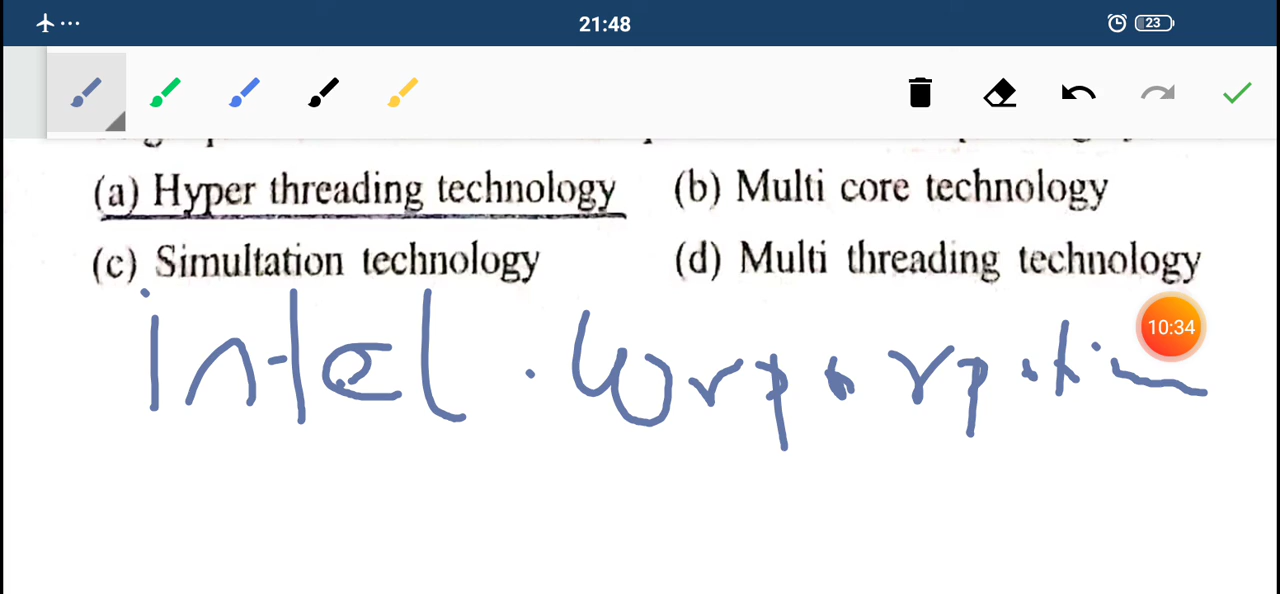 21:48
23
(a) Hyper threading technology (b) Multi core technology
(c) Simultation technology (d) Multi threading technology
10:34
intel